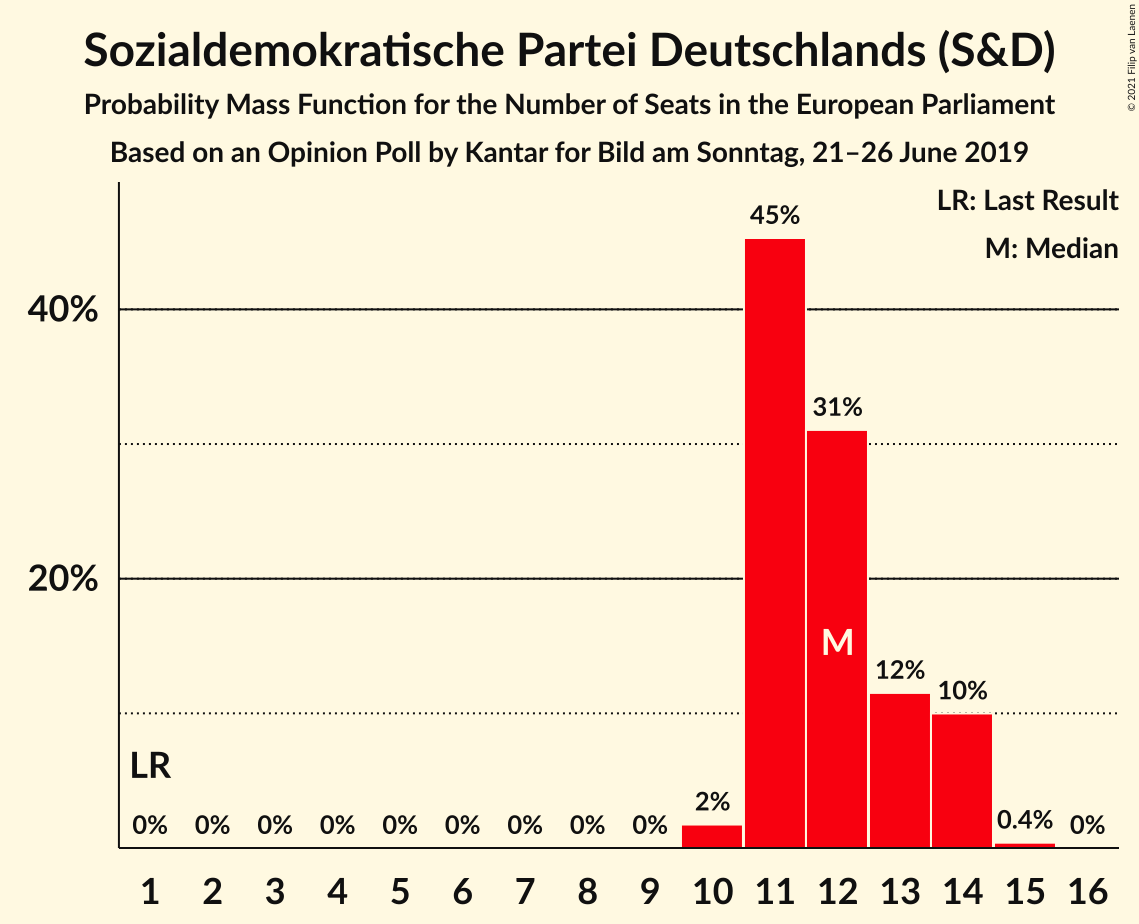 Sozialdemokratische Partei Deutschlands (S&D)
Probability Mass Function for the Number of Seats in the European Parliament
Based on an Opinion Poll by Kantar for Bild am Sonntag, 21–26 June 2019
© 2021 Filip van Laenen
LR: Last Result
M: Median
45%
40%
31%
20%
M
12%
10%
LR
2%
0% 0% 0% 0% 0% 0% 0% 0% 0% 0.4% 0%
1 2 3 4 5 6 7 8 9 10 11 12 13 14 15 16